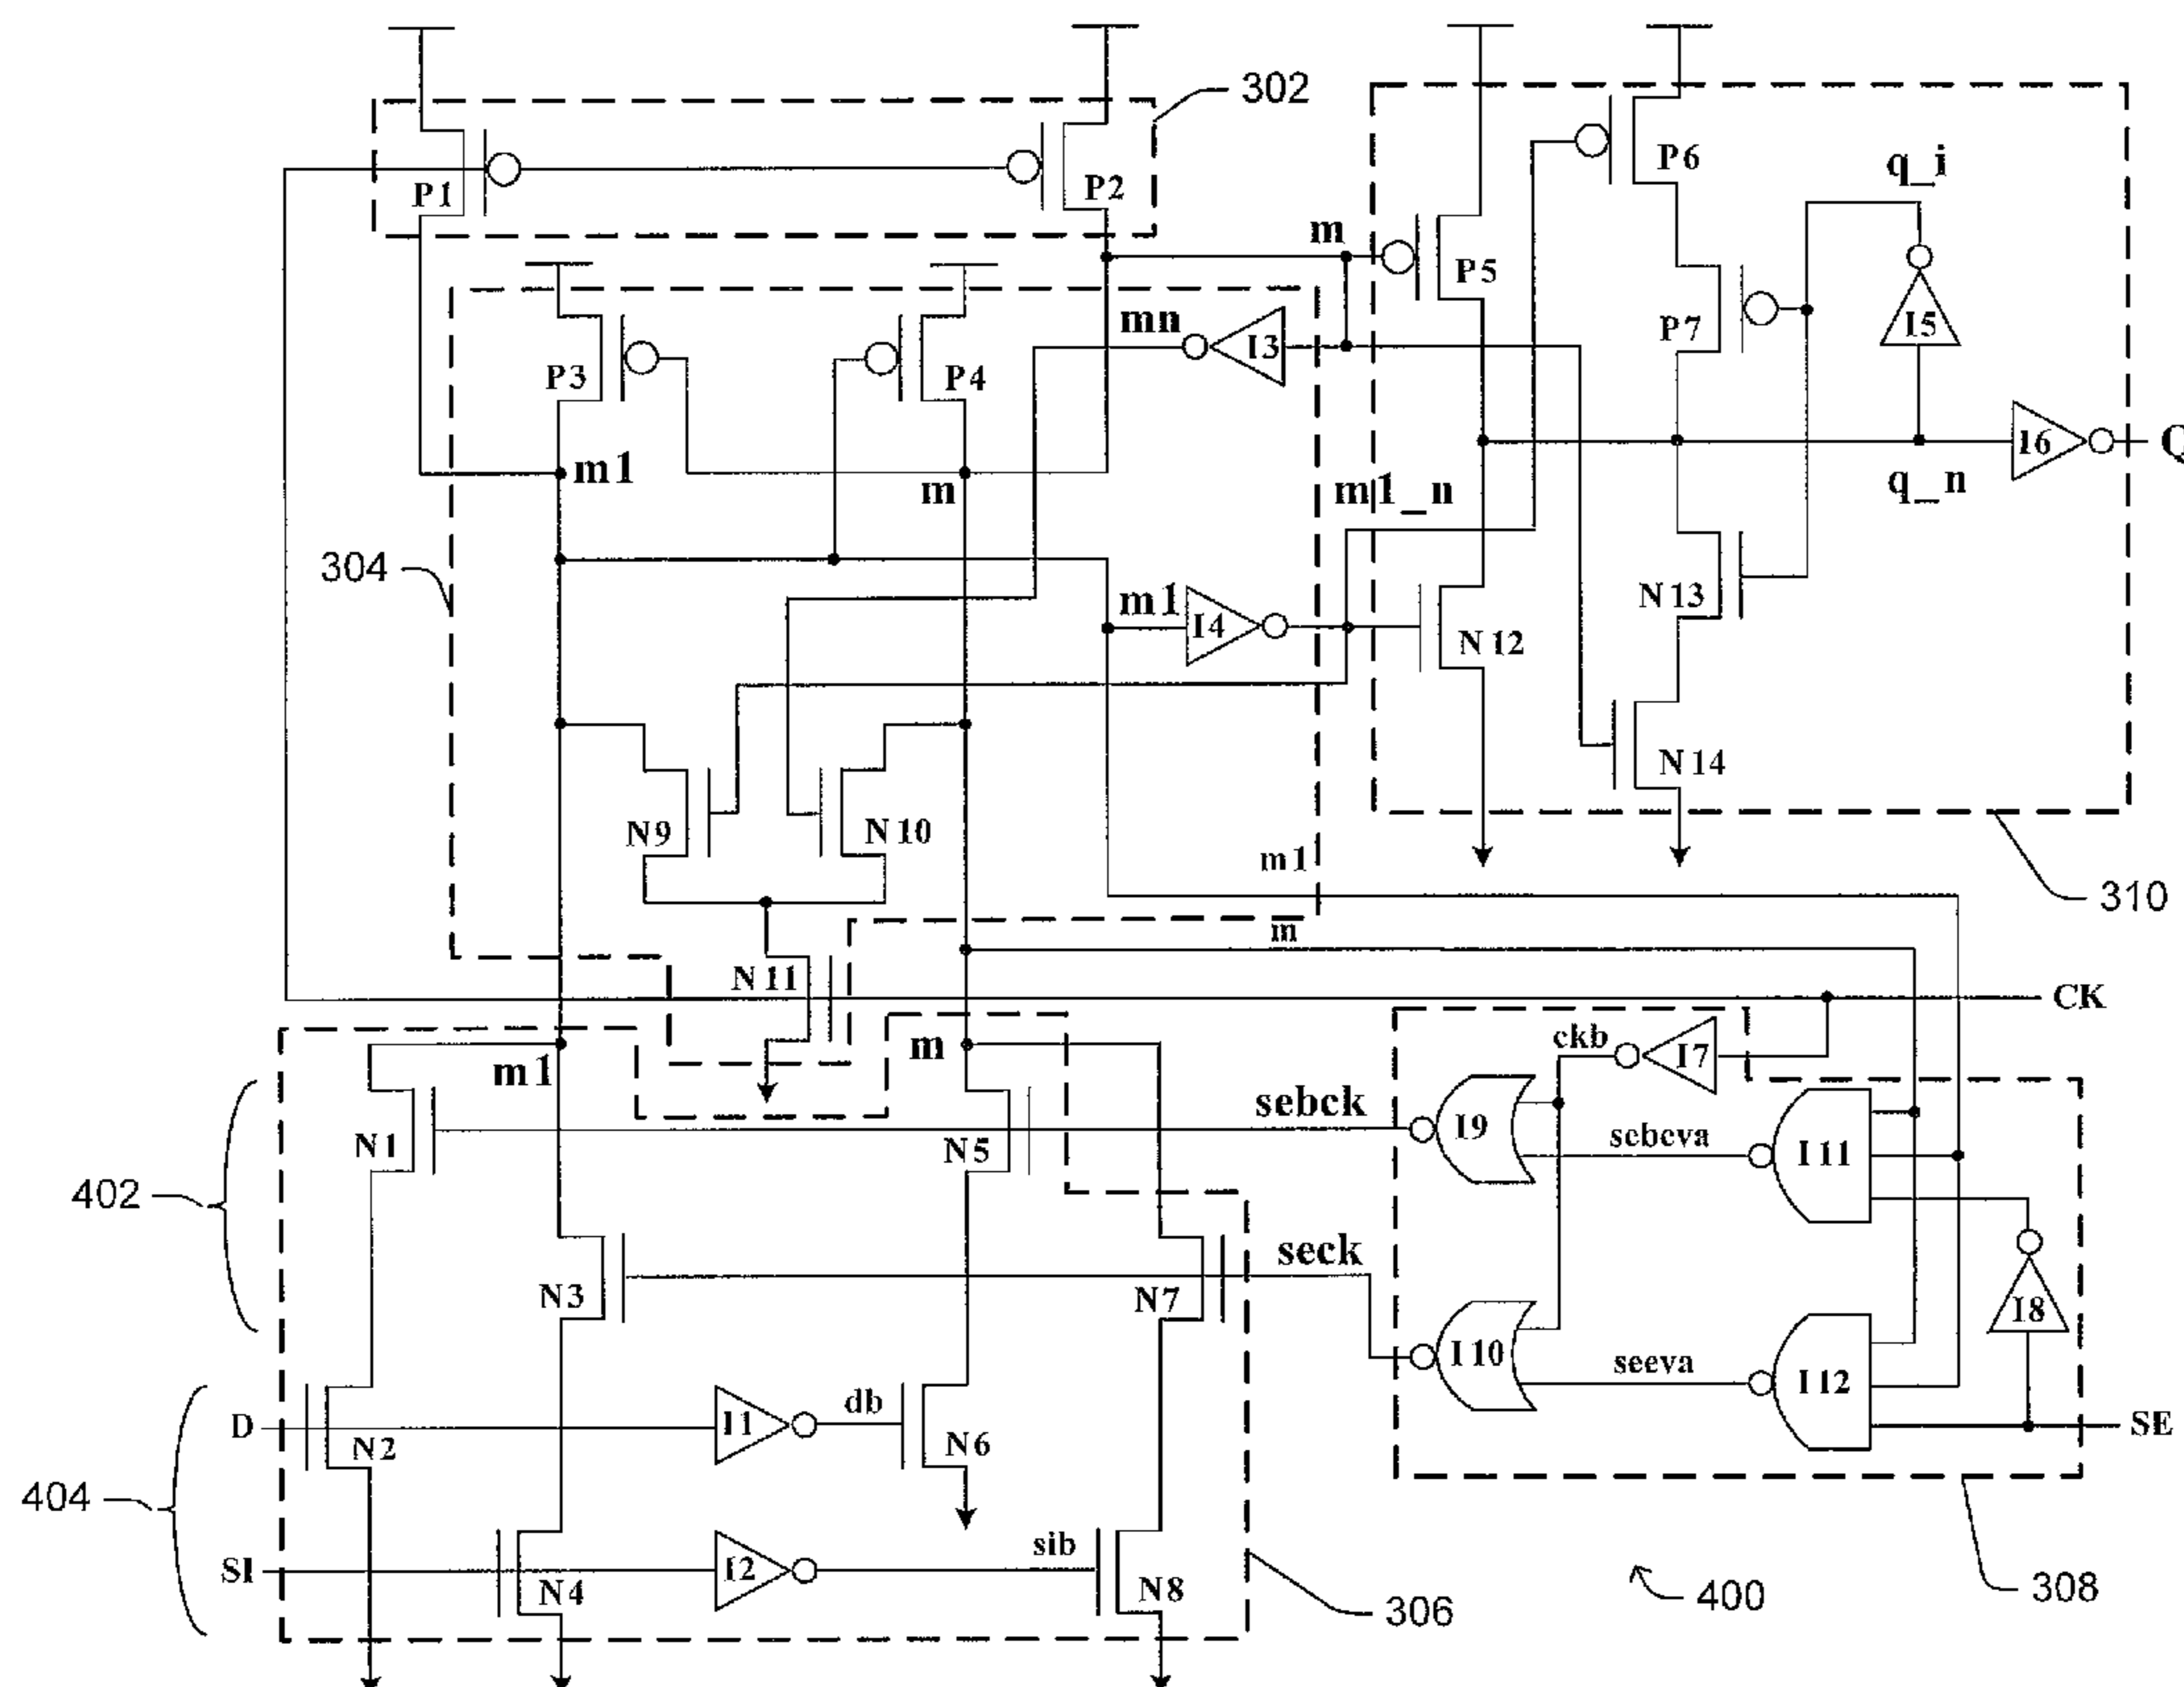 302
P1
P2
P6
q_i
m
P5
P3
P4
mn
I3
P7
I5
m1
m
m1_n
I6
Q
q_n
304
m1
I4
N12
N13
N9
N10
N14
m1
310
m
N11
CK
m1
m
ckb
I7
402
N1
N5
sebck
I9
sebeva
I11
N3
N7
seck
I10
seeva
I12
I8
404
D
N2
I1
db
N6
SE
SI
N4
I2
sib
N8
306
400
308